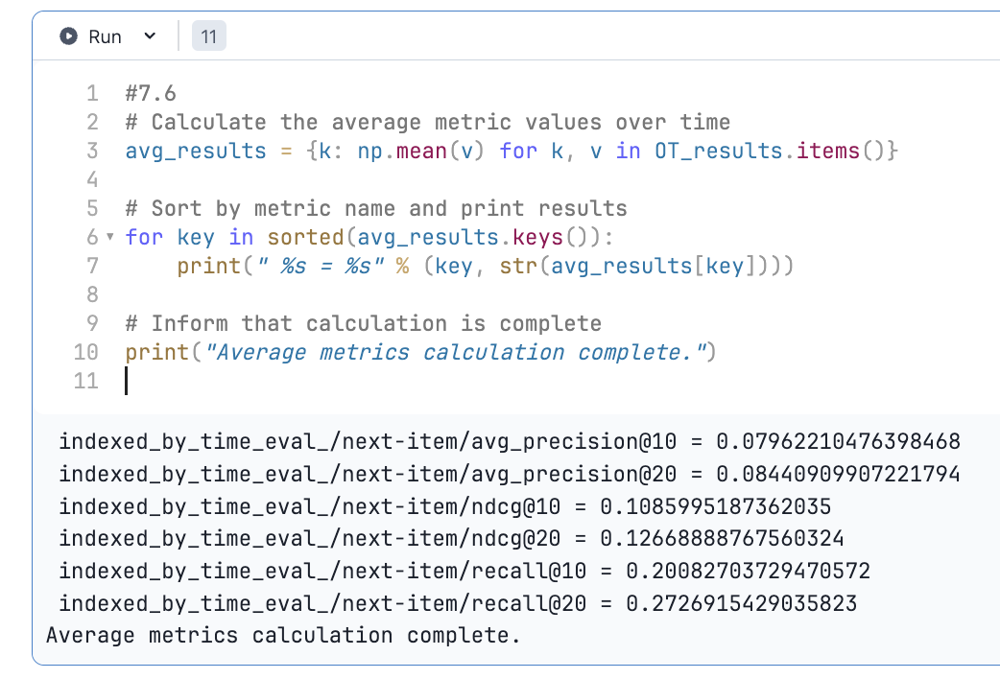 Run 11
1 #7.6
2 # Calculate the average metric values over time
3 avg_results = {k: np.mean(v) for k, v in OT_results.items()}
4
5 # Sort by metric name and print results
6 for key in sorted(avg_results.keys()):
7     print(" %s = %s" % (key, str(avg_results[key])))
8
9 # Inform that calculation is complete
10 print("Average metrics calculation complete.")
11
indexed_by_time_eval_/next-item/avg_precision@10 = 0.07962210476398468
indexed_by_time_eval_/next-item/avg_precision@20 = 0.08440909907221794
indexed_by_time_eval_/next-item/ndcg@10 = 0.1085995187362035
indexed_by_time_eval_/next-item/ndcg@20 = 0.12668888767560324
indexed_by_time_eval_/next-item/recall@10 = 0.20082703729470572
indexed_by_time_eval_/next-item/recall@20 = 0.2726915429035823
Average metrics calculation complete.